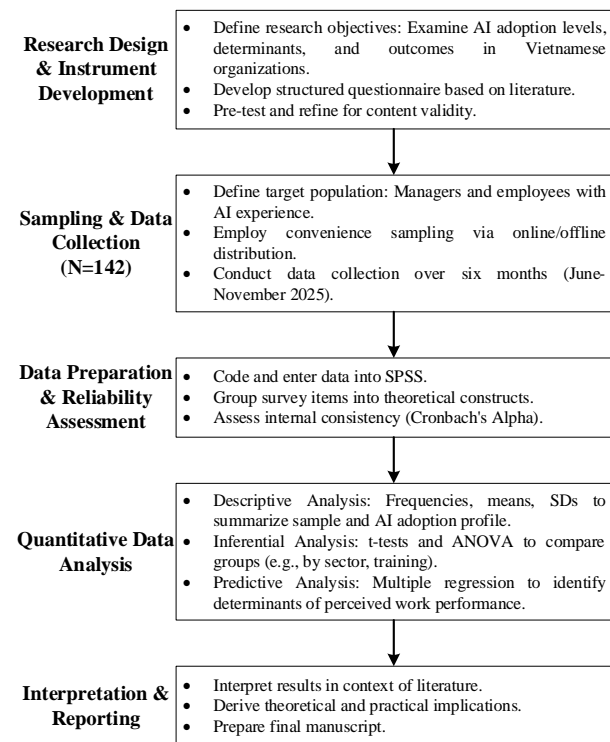 Research Design
& Instrument
Development
• Define research objectives: Examine AI adoption levels,
determinants, and outcomes in Vietnamese
organizations.
• Develop structured questionnaire based on literature.
• Pre-test and refine for content validity.
Sampling & Data
Collection
(N=142)
• Define target population: Managers and employees with
AI experience.
• Employ convenience sampling via online/offline
distribution.
• Conduct data collection over six months (June-
November 2025).
Data Preparation
& Reliability
Assessment
• Code and enter data into SPSS.
• Group survey items into theoretical constructs.
• Assess internal consistency (Cronbach's Alpha).
Quantitative Data
Analysis
• Descriptive Analysis: Frequencies, means, SDs to
summarize sample and AI adoption profile.
• Inferential Analysis: t-tests and ANOVA to compare
groups (e.g., by sector, training).
• Predictive Analysis: Multiple regression to identify
determinants of perceived work performance.
Interpretation &
Reporting
• Interpret results in context of literature.
• Derive theoretical and practical implications.
• Prepare final manuscript.